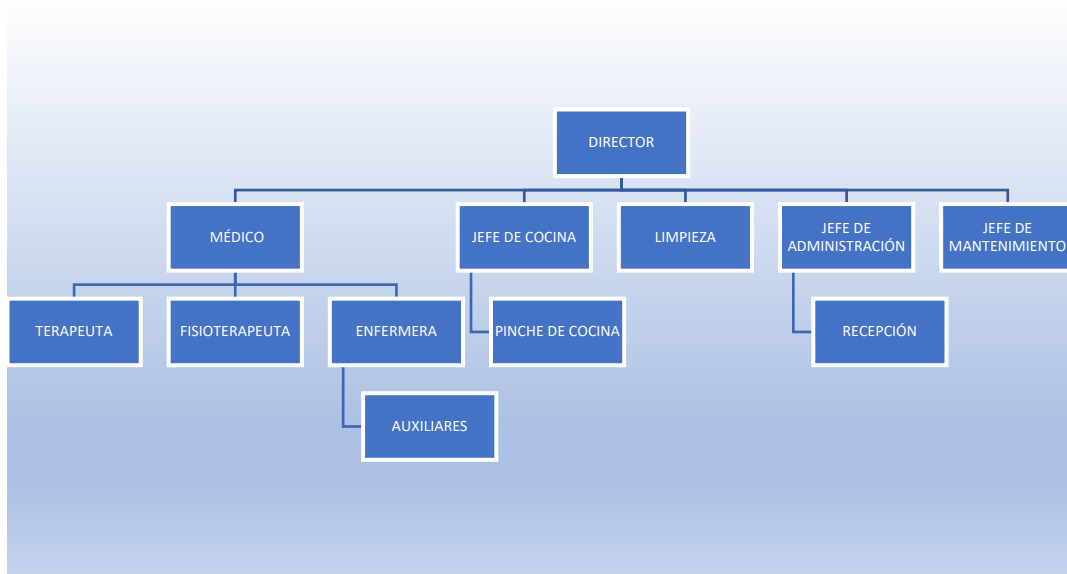 DIRECTOR
MÉDICO
JEFE DE COCINA
LIMPIEZA
JEFE DE
ADMINISTRACIÓN
JEFE DE
MANTENIMIENTO
TERAPEUTA
FISIOTERAPEUTA
ENFERMERA
PINCHE DE COCINA
RECEPCIÓN
AUXILIARES